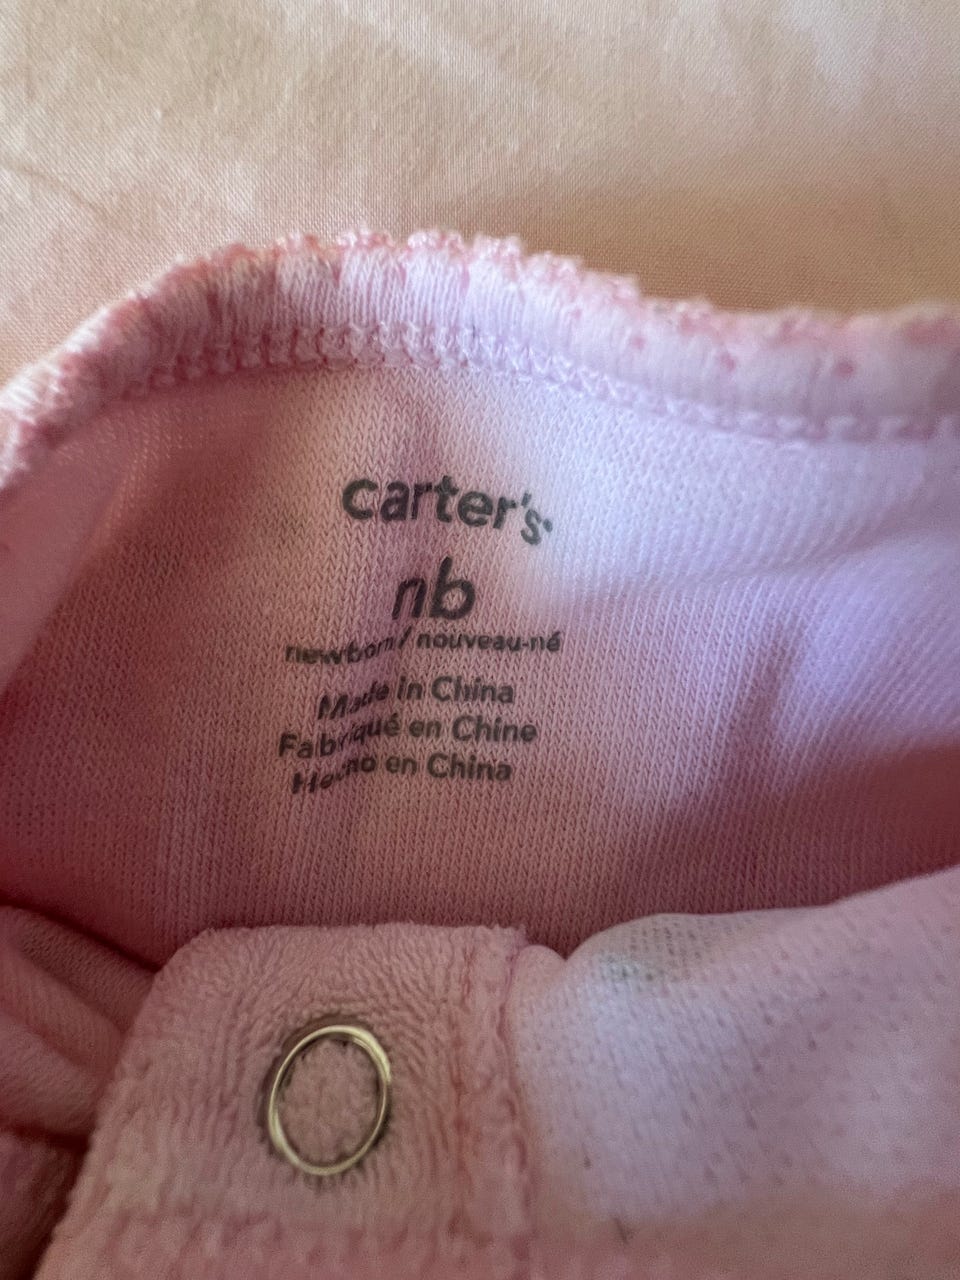 carter's
nb
newborn / nouveau-né
Made in China
Fabriqué en Chine
Hecho en China